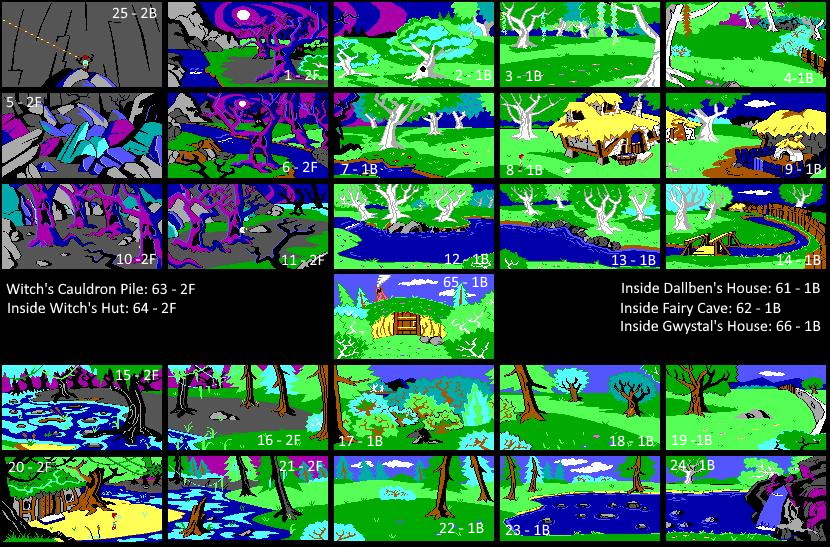 25 - 2B
1 - 2F
2 - 1B
3 - 1B
4-1B
5 - 2F
6 - 2F
7 - 1B
8 - 1B
9 - 1B
10 -2F
11 - 2F
12 - 1B
13 - 1B
14 - 1B
Witch's Cauldron Pile: 63 - 2F
Inside Witch's Hut: 64 - 2F
65 - 1B
Inside Dallben's House: 61 - 1B
Inside Fairy Cave: 62 - 1B
Inside Gwystal's House: 66 - 1B
15 - 2F
16 - 2F
17 - 1B
18 - 1B
19 -1B
20 - 2F
21 - 2F
22 - 1B
23 - 1B
24 - 1B